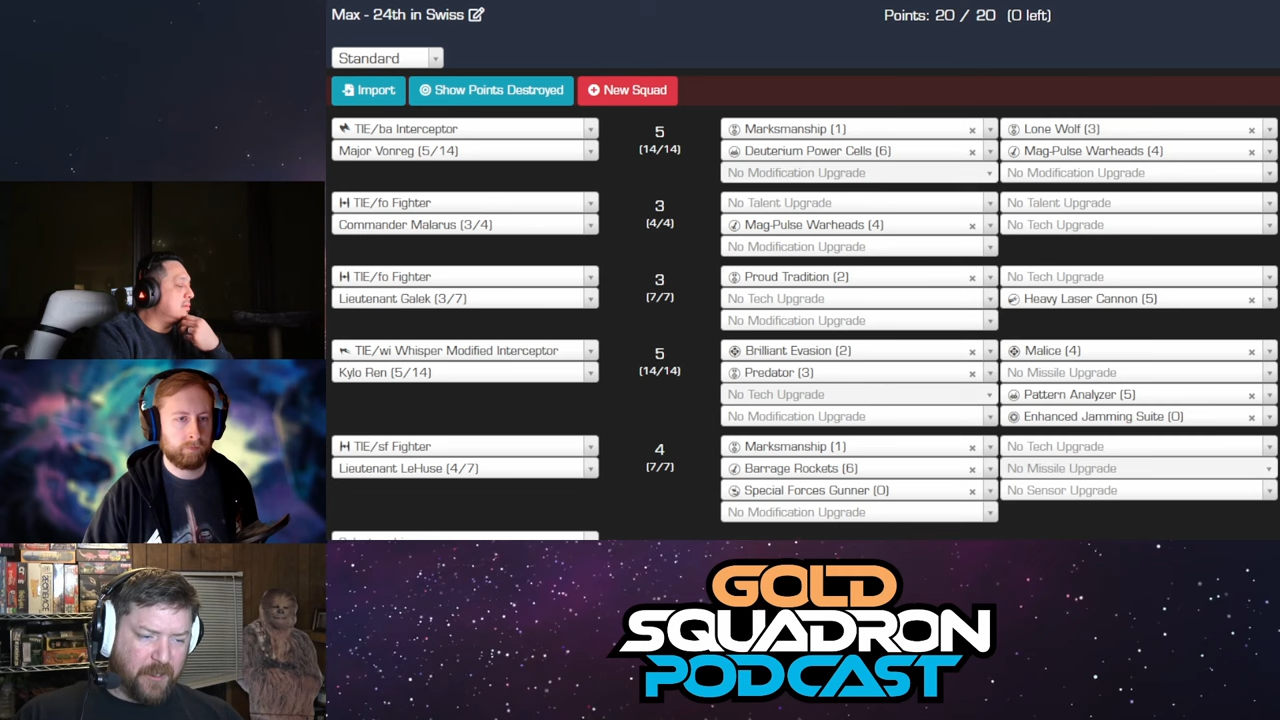 Max - 24th in Swiss
Points: 20 / 20 (0 left)
Standard
Import
Show Points Destroyed
New Squad
TIE/ba Interceptor
5
Marksmanship (1)
Lone Wolf (3)
Major Vonreg (5/14)
(14/14)
Deuterium Power Cells (6)
Mag-Pulse Warheads (4)
No Modification Upgrade
No Modification Upgrade
TIE/fo Fighter
3
No Talent Upgrade
No Talent Upgrade
Commander Malarus (3/4)
(4/4)
Mag-Pulse Warheads (4)
No Tech Upgrade
No Modification Upgrade
TIE/fo Fighter
3
Proud Tradition (2)
No Tech Upgrade
Lieutenant Galek (3/7)
(7/7)
No Tech Upgrade
Heavy Laser Cannon (5)
No Modification Upgrade
TIE/wi Whisper Modified Interceptor
5
Brilliant Evasion (2)
Malice (4)
Kylo Ren (5/14)
(14/14)
Predator (3)
No Missile Upgrade
No Tech Upgrade
Pattern Analyzer (5)
No Modification Upgrade
Enhanced Jamming Suite (0)
TIE/sf Fighter
4
Marksmanship (1)
No Tech Upgrade
Lieutenant LeHuse (4/7)
(7/7)
Barrage Rockets (6)
No Missile Upgrade
Special Forces Gunner (0)
No Sensor Upgrade
No Modification Upgrade
GOLD
SQUADRON
PODCAST